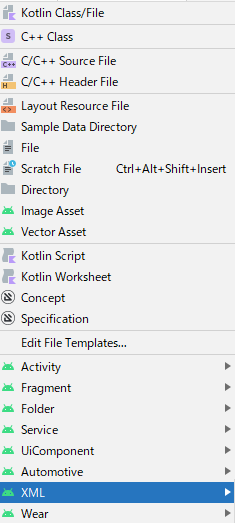 Kotlin Class/File
S C++ Class
C++ C/C++ Source File
H C/C++ Header File
Layout Resource File
Sample Data Directory
File
Scratch File Ctrl+Alt+Shift+Insert
Directory
Image Asset
Vector Asset
Kotlin Script
Kotlin Worksheet
Concept
Specification
Edit File Templates...
Activity
Fragment
Folder
Service
UiComponent
Automotive
XML
Wear